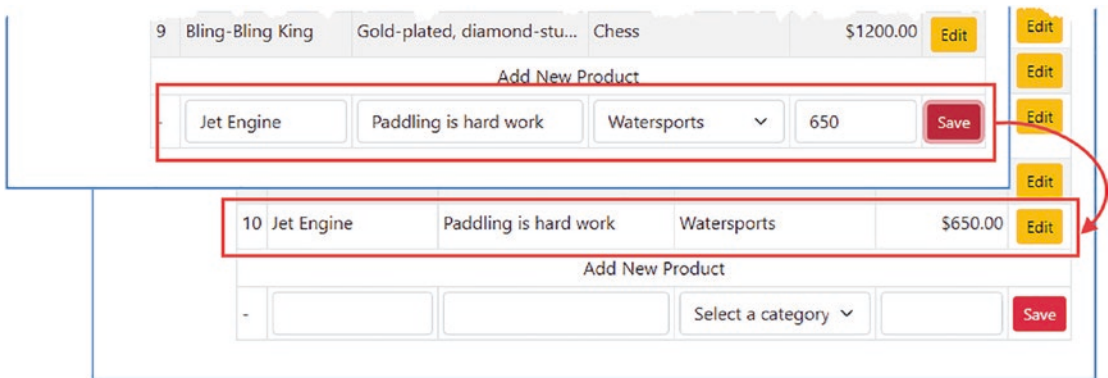 9 Bling-Bling King Gold-plated, diamond-stu... Chess $1200.00 Edit
Edit
Add New Product
Edit
- Jet Engine Paddling is hard work Watersports 650 Save
Edit
Edit
10 Jet Engine Paddling is hard work Watersports $650.00 Edit
Add New Product
- Select a category Save